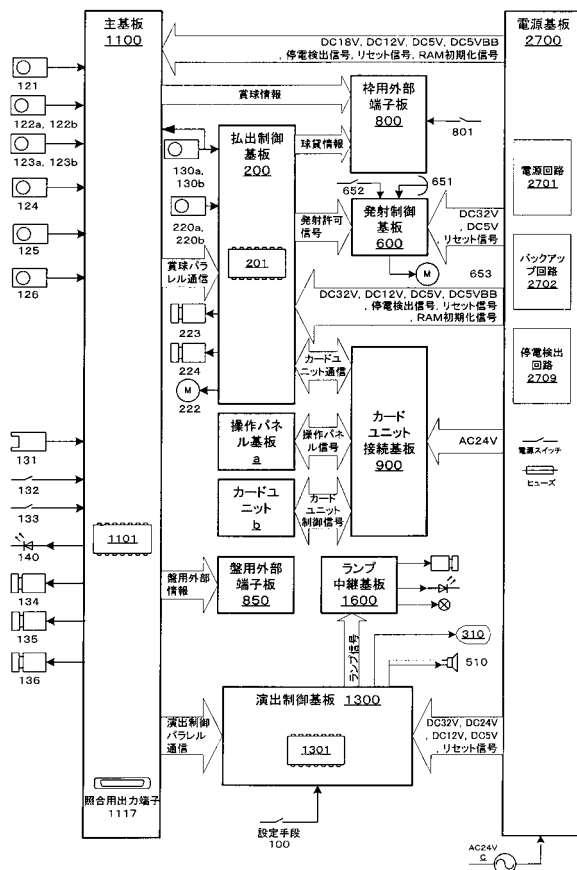 主基板
1100
電源基板
2700
DC18V, DC12V, DC5V, DC5VBB
, 停電検出信号, リセット信号, RAM初期化信号
121
122a, 122b
123a, 123b
124
125
126
賞球情報
枠用外部
端子板
800
801
払出制御
基板
200
球貸情報
130a,
130b
220a,
220b
652
651
発射許可
信号
発射制御
基板
600
DC32V
, DC5V
リセット信号
M
653
電源回路
2701
バックアッ
プ回路
2702
停電検出
回路
2709
賞球パラ
レル通信
201
DC32V, DC12V, DC5V, DC5VBB
, 停電検出信号, リセット信号
, RAM初期化信号
223
224
M
222
カードユ
ニット通信
操作パ
ネル基板
a
操作パネル
信号
カード
ユニット
接続基板
900
AC24V
電源スイッチ
ヒューズ
カードユ
ニット
b
カード
ユニット
制御信号
131
132
133
140
134
135
136
1101
盤用外部
情報
盤用外部
端子板
850
ランプ
中継基板
1600
ランプ信号
310
510
演出制御
パラレル
通信
演出制御基板 1300
1301
DC32V, DC24V
, DC12V, DC5V
, リセット信号
照合用出力端子
1117
設定手段
100
AC24V
c